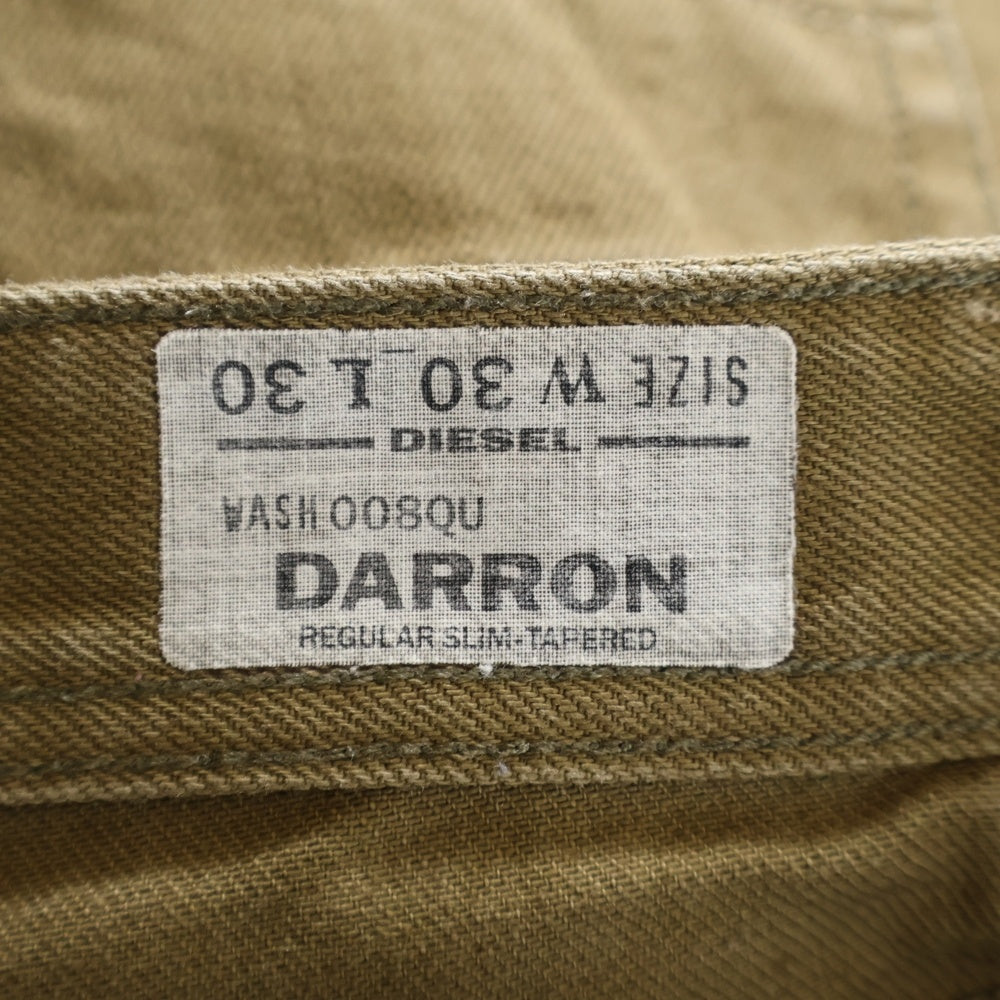 SIZE W 30 L 30
DIESEL
WASH 008QU
DARRON
REGULAR SLIM-TAPERED